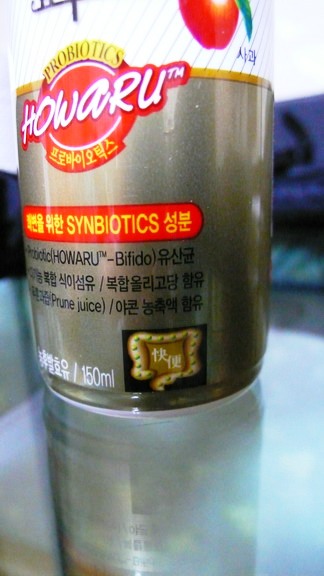 사과
PROBIOTICS
HOWARU™
프로바이오틱스
쾌변을 위한 SYNBIOTICS 성분
Probiotic(HOWARU™-Bifido)유산균
복합 식이섬유 / 복합올리고당 함유
(Prune juice) / 야콘 농축액 함유
농축발효유 / 150ml
快便